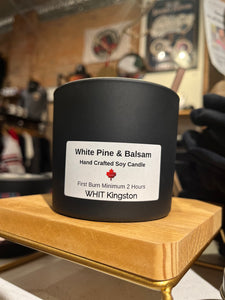 White Pine & Balsam
Hand Crafted Soy Candle
First Burn Minimum 2 Hours
WHIT Kingston